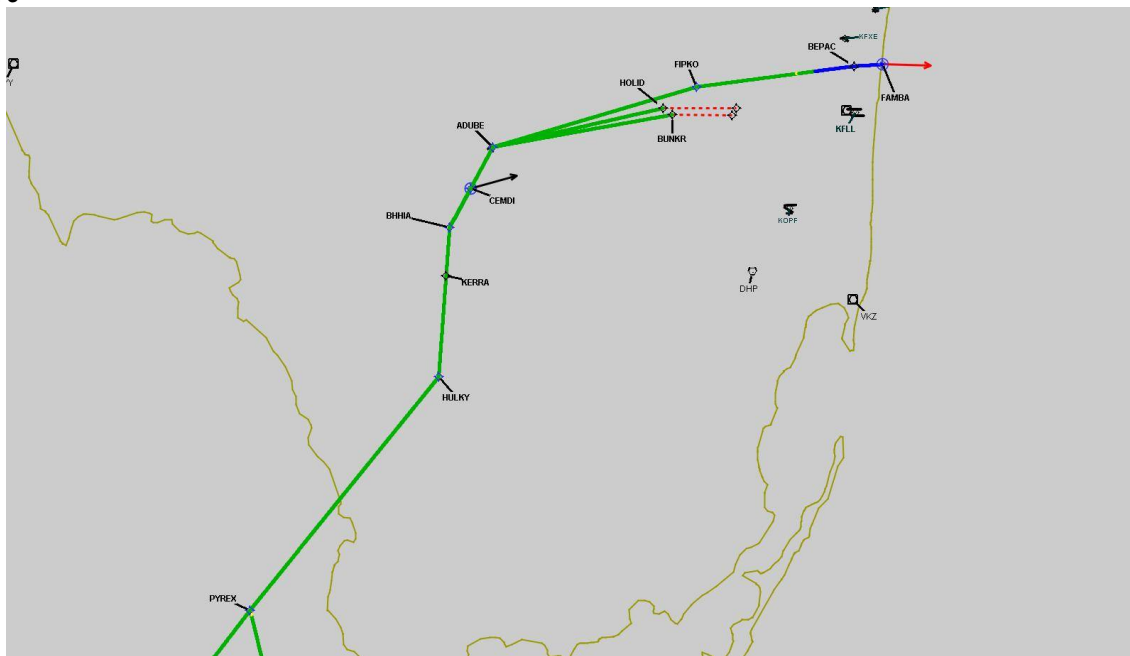 KFXE
BEPAC
FIPKO
HOLID
FAMBA
ADUBE
KFLL
BUNKR
CEMDI
BHHIA
KOPF
KERRA
DHP
VKZ
HULKY
PYREX